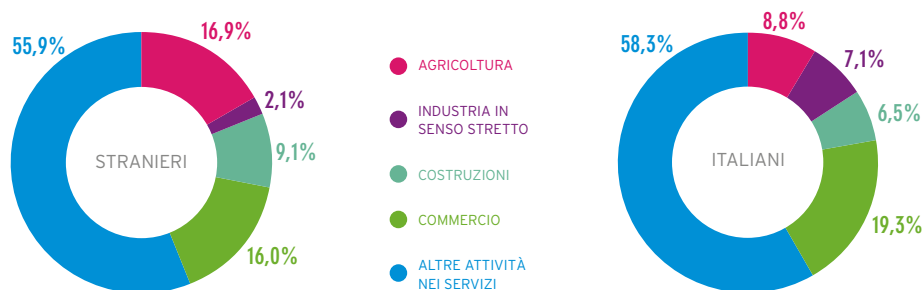 55,9%
16,9%
2,1%
9,1%
16,0%
STRANIERI
AGRICOLTURA
INDUSTRIA IN
SENSO STRETTO
COSTRUZIONI
COMMERCIO
ALTRE ATTIVITÀ
NEI SERVIZI
58,3%
8,8%
7,1%
6,5%
19,3%
ITALIANI